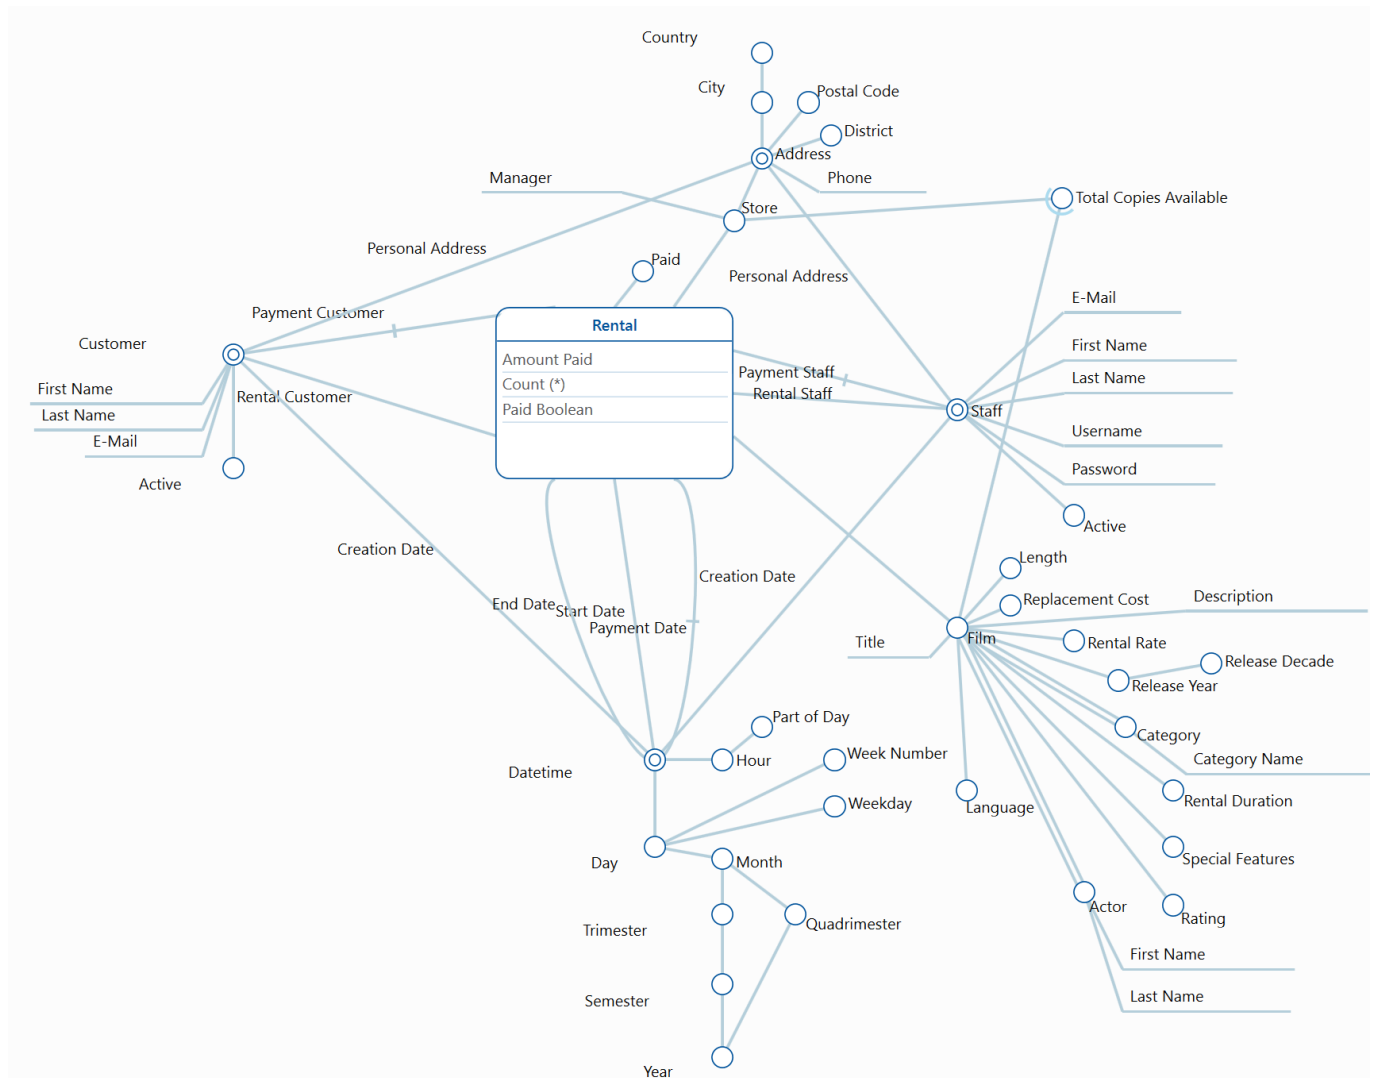 Country
City
Postal Code
District
Address
Manager
Phone
Total Copies Available
Store
Personal Address
Paid
Personal Address
E-Mail
Payment Customer
Rental
Customer
First Name
Amount Paid
Payment Staff
Last Name
Count (*)
First Name
Rental Customer
Rental Staff
Last Name
Paid Boolean
Staff
E-Mail
Username
Password
Active
Active
Creation Date
Length
Creation Date
Replacement Cost
Description
End Date
Start Date
Payment Date
Title
Film
Rental Rate
Release Decade
Release Year
Part of Day
Category
Week Number
Hour
Category Name
Datetime
Weekday
Language
Rental Duration
Day
Month
Special Features
Actor
Rating
Trimester
Quadrimester
First Name
Semester
Last Name
Year